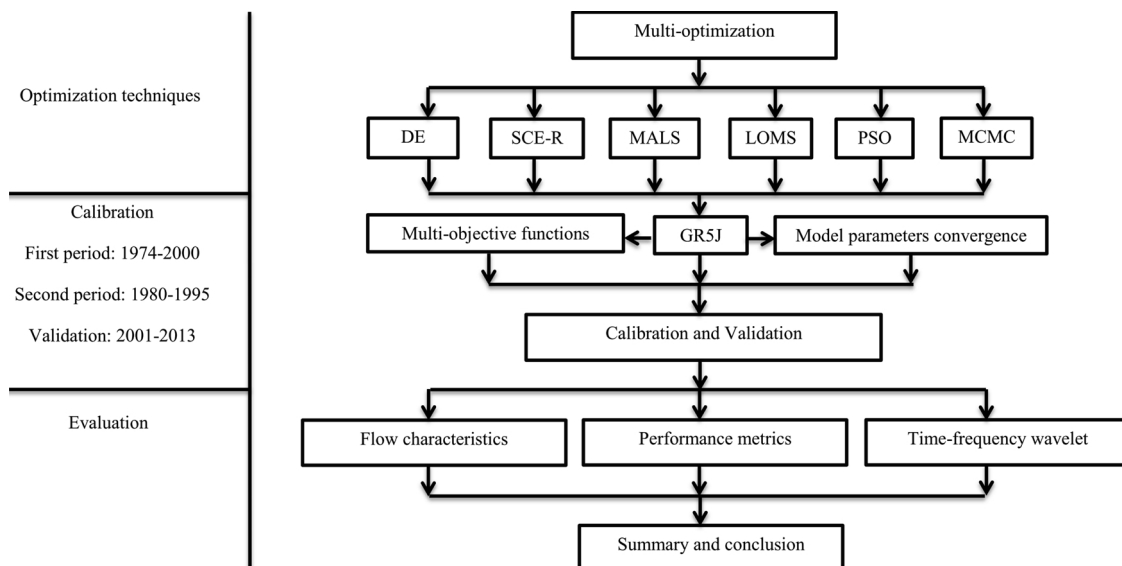 Multi-optimization
Optimization techniques
DE
SCE-R
MALS
LOMS
PSO
MCMC
Calibration
First period: 1974-2000
Second period: 1980-1995
Validation: 2001-2013
Multi-objective functions
GR5J
Model parameters convergence
Calibration and Validation
Evaluation
Flow characteristics
Performance metrics
Time-frequency wavelet
Summary and conclusion